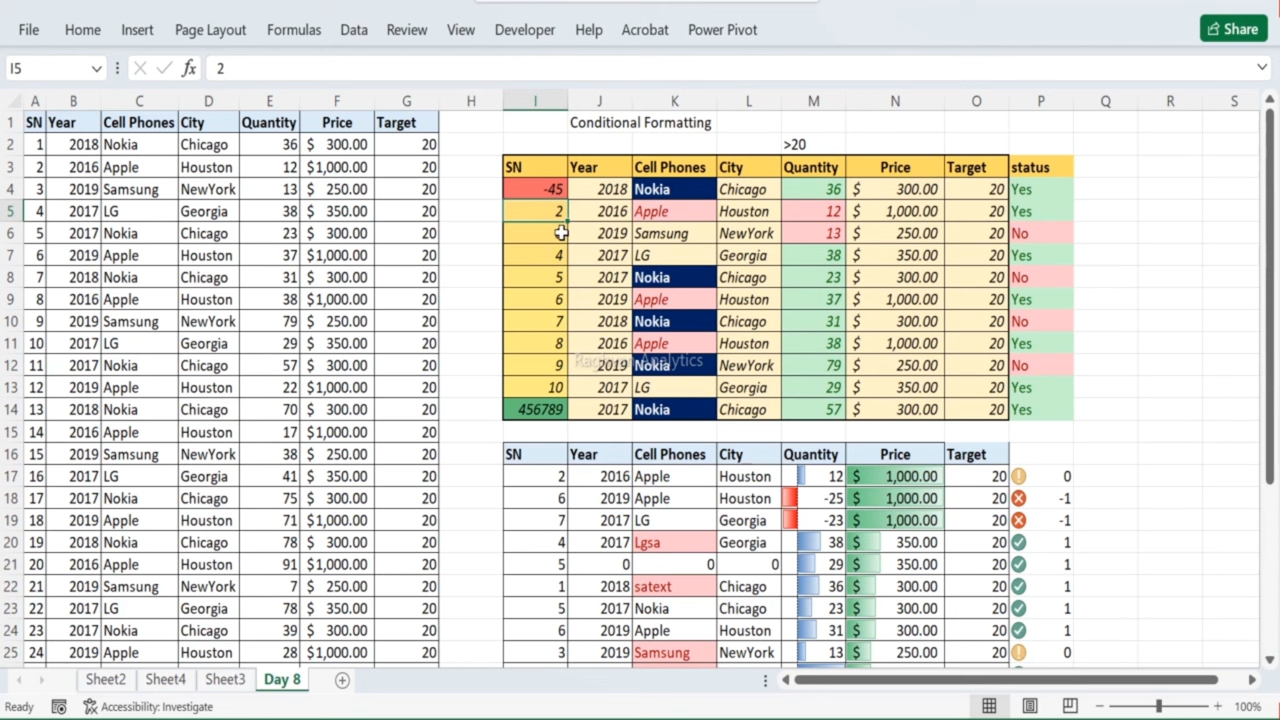 File Home Insert Page Layout Formulas Data Review View Developer Help Acrobat Power Pivot Share
I5 fx 2
A B C D E F G H I J K L M N O P Q R S
1 SN Year Cell Phones City Quantity Price Target Conditional Formatting
2 1 2018 Nokia Chicago 36 $ 300.00 20 >20
3 2 2016 Apple Houston 12 $1,000.00 20 SN Year Cell Phones City Quantity Price Target status
4 3 2019 Samsung NewYork 13 $ 250.00 20 -45 2018 Nokia Chicago 36 $ 300.00 20 Yes
5 4 2017 LG Georgia 38 $ 350.00 20 2 2016 Apple Houston 12 $ 1,000.00 20 Yes
6 5 2017 Nokia Chicago 23 $ 300.00 20 2019 Samsung NewYork 13 $ 250.00 20 No
7 6 2019 Apple Houston 37 $1,000.00 20 4 2017 LG Georgia 38 $ 350.00 20 Yes
8 7 2018 Nokia Chicago 31 $ 300.00 20 5 2017 Nokia Chicago 23 $ 300.00 20 No
9 8 2016 Apple Houston 38 $1,000.00 20 6 2019 Apple Houston 37 $ 1,000.00 20 Yes
10 9 2019 Samsung NewYork 79 $ 250.00 20 7 2018 Nokia Chicago 31 $ 300.00 20 No
11 10 2017 LG Georgia 29 $ 350.00 20 8 2016 Apple Houston 38 $ 1,000.00 20 Yes
12 11 2017 Nokia Chicago 57 $ 300.00 20 9 2019 Nokia NewYork 79 $ 250.00 20 No
13 12 2019 Apple Houston 22 $1,000.00 20 10 2017 LG Georgia 29 $ 350.00 20 Yes
14 13 2018 Nokia Chicago 70 $ 300.00 20 456789 2017 Nokia Chicago 57 $ 300.00 20 Yes
15 14 2016 Apple Houston 17 $1,000.00 20
16 15 2019 Samsung NewYork 38 $ 250.00 20 SN Year Cell Phones City Quantity Price Target
17 16 2017 LG Georgia 41 $ 350.00 20 2 2016 Apple Houston 12 $ 1,000.00 20 0
18 17 2017 Nokia Chicago 75 $ 300.00 20 6 2019 Apple Houston -25 $ 1,000.00 20 -1
19 18 2019 Apple Houston 71 $1,000.00 20 7 2017 LG Georgia -23 $ 1,000.00 20 -1
20 19 2018 Nokia Chicago 78 $ 300.00 20 4 2017 Lgsa Georgia 38 $ 350.00 20 1
21 20 2016 Apple Houston 91 $1,000.00 20 5 0 0 0 29 $ 350.00 20 1
22 21 2019 Samsung NewYork 7 $ 250.00 20 1 2018 satext Chicago 36 $ 300.00 20 1
23 22 2019 LG Georgia 78 $ 350.00 20 5 2017 Nokia Chicago 23 $ 300.00 20 1
24 23 2017 Nokia Chicago 39 $ 300.00 20 6 2019 Apple Houston 31 $ 300.00 20 1
25 24 2019 Apple Houston 28 $1,000.00 20 3 2019 Samsung NewYork 13 $ 250.00 20 0
Sheet2 Sheet4 Sheet3 Day 8
Ready Accessibility: Investigate 100%